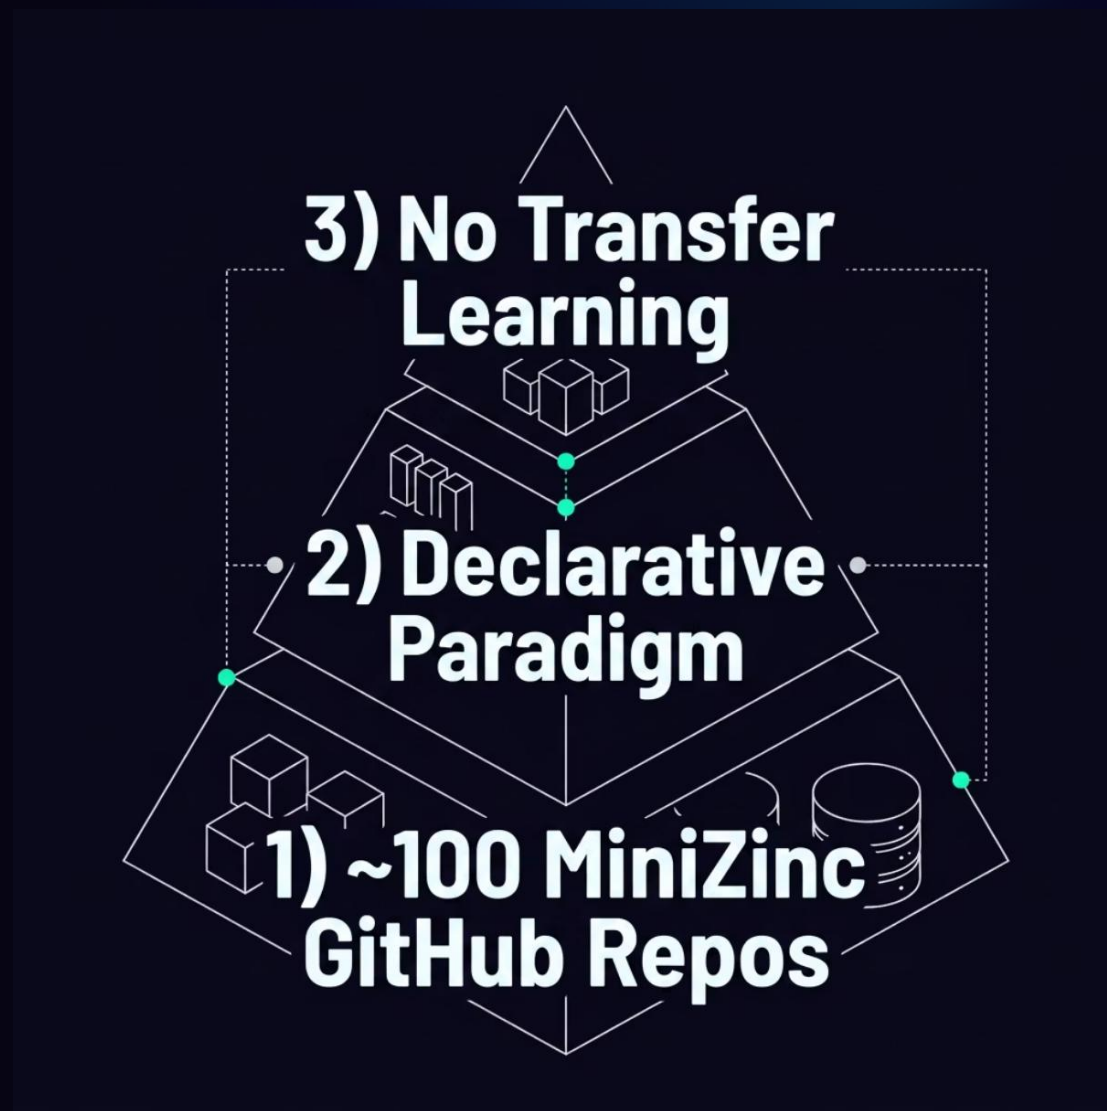 3) No Transfer
Learning
2) Declarative
Paradigm
1) ~100 MiniZinc
GitHub Repos